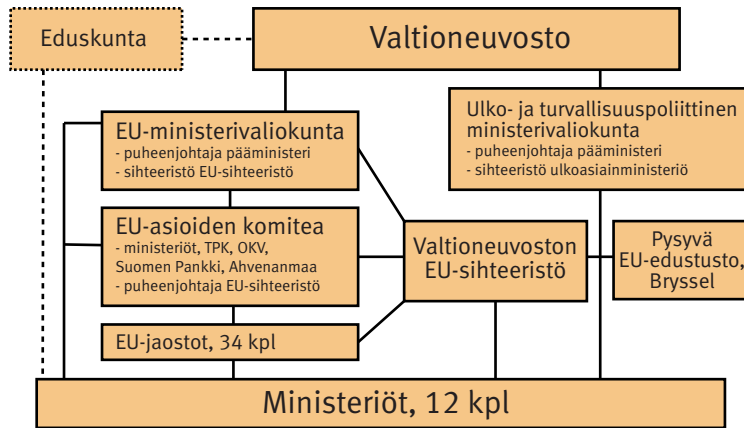 Eduskunta
Valtioneuvosto
EU-ministerivaliokunta
- puheenjohtaja pääministeri
- sihteeristö EU-sihteeristö
Ulko- ja turvallisuuspoliittinen
ministerivaliokunta
- puheenjohtaja pääministeri
- sihteeristö ulkoasiainministeriö
EU-asioiden komitea
- ministeriöt, TPK, OKV,
Suomen Pankki, Ahvenanmaa
- puheenjohtaja EU-sihteeristö
Valtioneuvoston
EU-sihteeristö
Pysyvä
EU-edustusto,
Bryssel
EU-jaostot, 34 kpl
Ministeriöt, 12 kpl